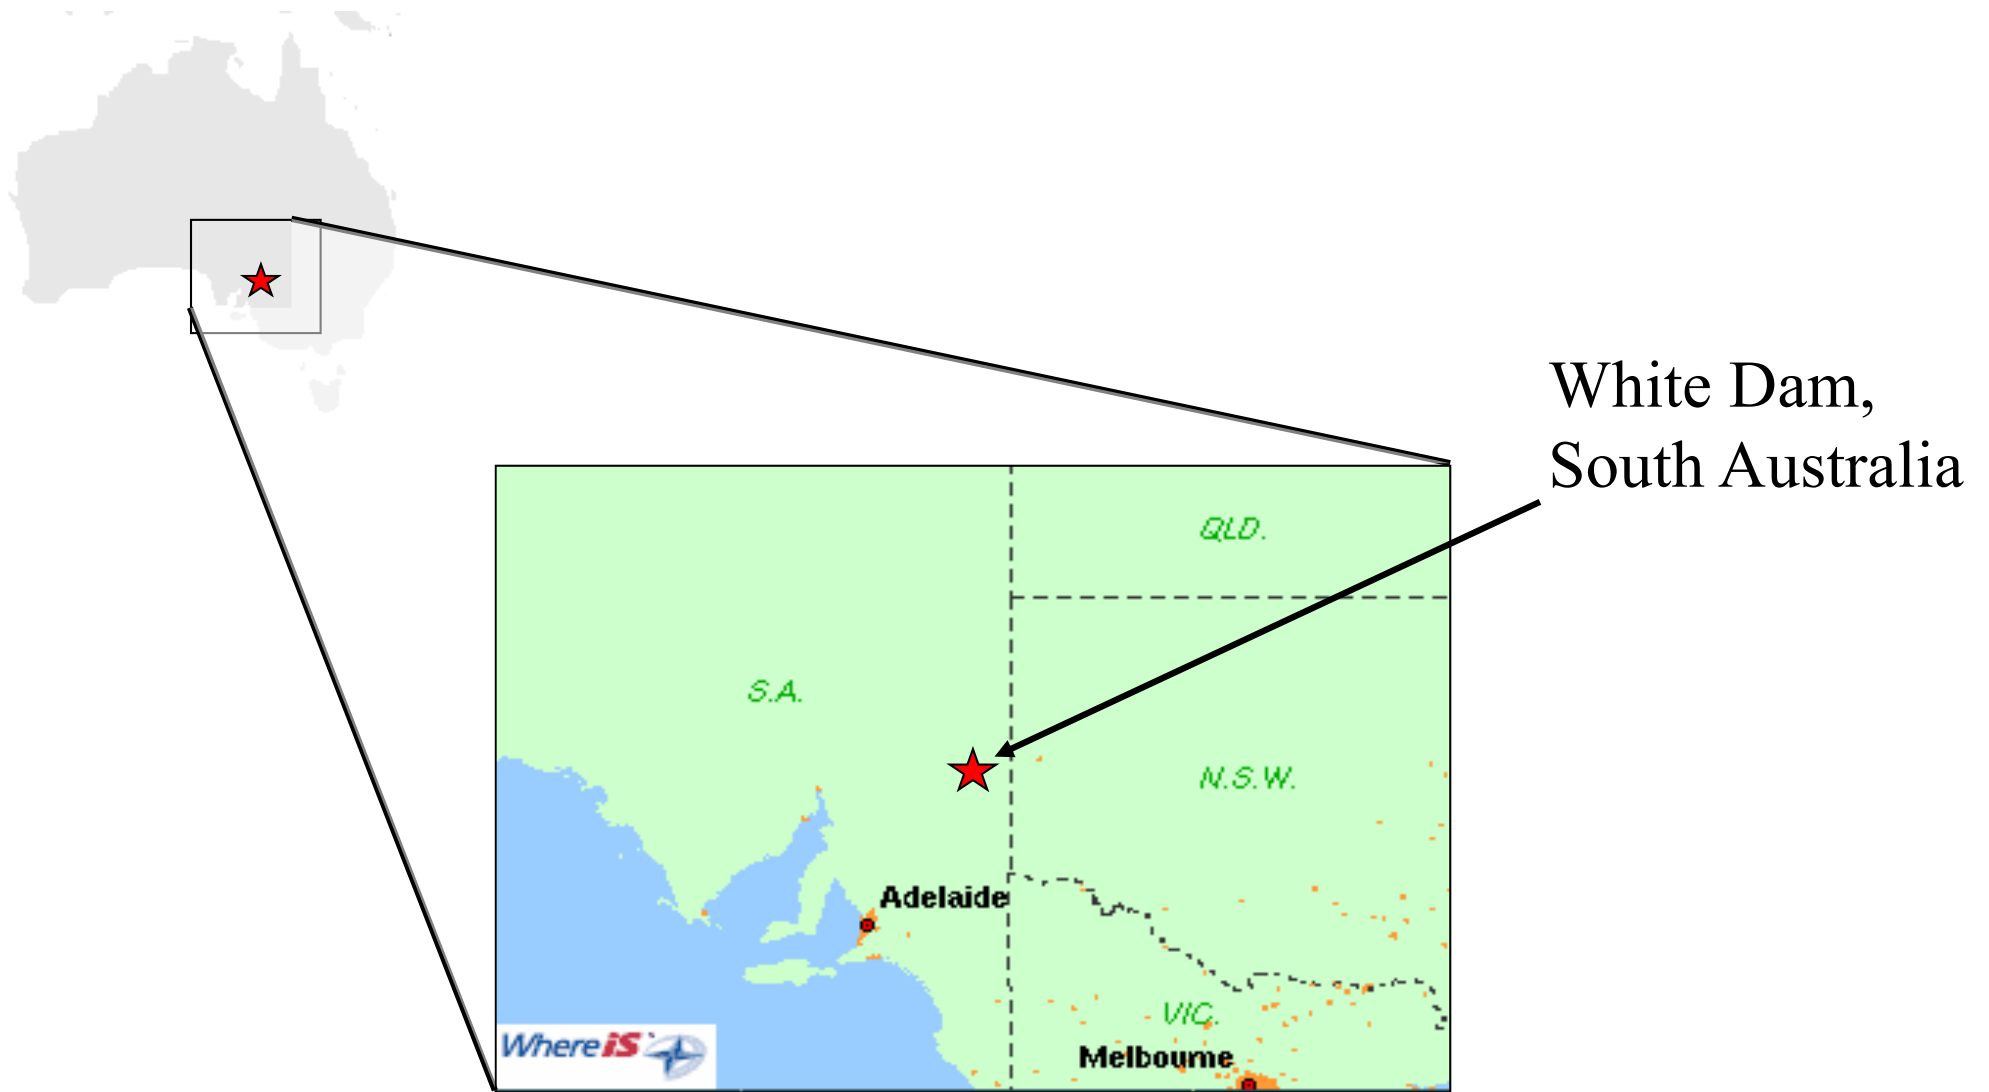 White Dam,
South Australia
QLD.
S.A.
N.S.W.
Adelaide
VIC.
Melbourne
Whereis